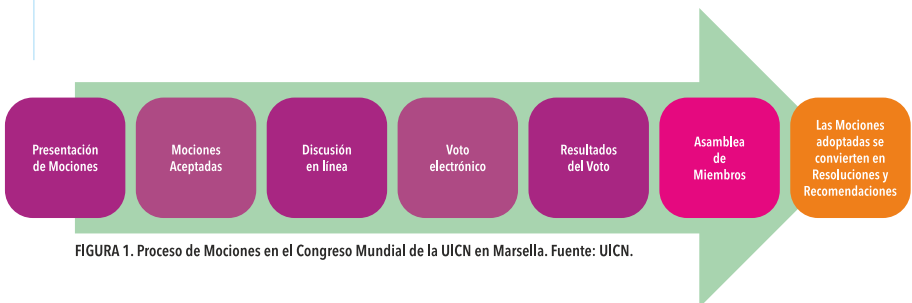 Presentación
de Mociones
Mociones
Aceptadas
Discusión
en línea
Voto
electrónico
Resultados
del Voto
Asamblea
de
Miembros
Las Mociones
adoptadas se
convierten en
Resoluciones y
Recomendaciones
FIGURA 1. Proceso de Mociones en el Congreso Mundial de la UICN en Marsella. Fuente: UICN.